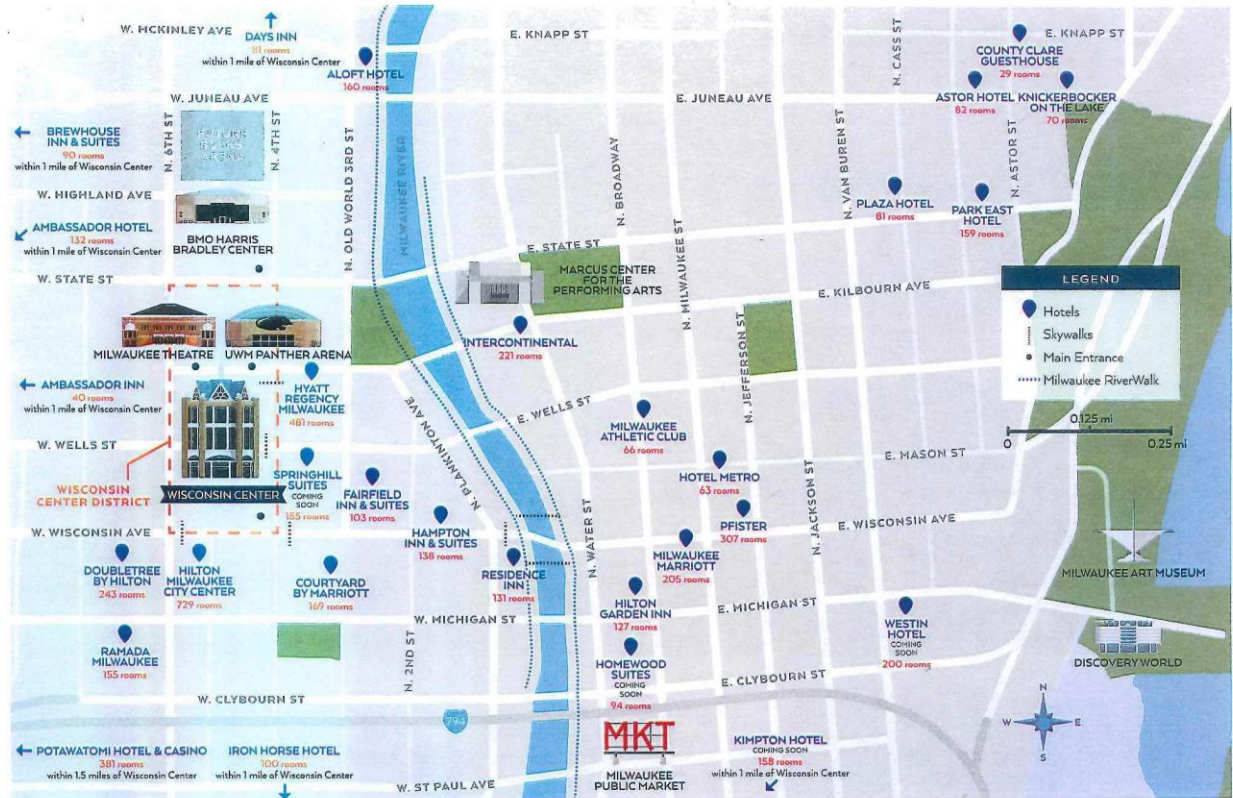 W. MCKINLEY AVE
DAYS INN
81 rooms
within 1 mile of Wisconsin Center
ALOFT HOTEL
160 rooms
E. KNAPP ST
N. CASS ST
COUNTY CLARE
GUESTHOUSE
29 rooms
E. KNAPP ST
W. JUNEAU AVE
E. JUNEAU AVE
ASTOR HOTEL
82 rooms
KNICKERBOCKER
ON THE LAKE
70 rooms
BREWHOUSE
INN & SUITES
90 rooms
within 1 mile of Wisconsin Center
N. 6TH ST
FUTURE
BUCKS
ARENA
N. 4TH ST
N. OLD WORLD 3RD ST
MILWAUKEE RIVER
N. BROADWAY
N. VAN BUREN ST
N. ASTOR ST
W. HIGHLAND AVE
PLAZA HOTEL
81 rooms
PARK EAST
HOTEL
159 rooms
AMBASSADOR HOTEL
132 rooms
within 1 mile of Wisconsin Center
BMO HARRIS
BRADLEY CENTER
E. STATE ST
MARCUS CENTER
FOR THE
PERFORMING ARTS
N. MILWAUKEE ST
W. STATE ST
E. KILBOURN AVE
LEGEND
Hotels
Skywalks
Main Entrance
Milwaukee RiverWalk
0.125 mi
0
0.25 mi
MILWAUKEE THEATRE
UWM PANTHER ARENA
INTERCONTINENTAL
221 rooms
N. JEFFERSON ST
AMBASSADOR INN
40 rooms
within 1 mile of Wisconsin Center
HYATT
REGENCY
MILWAUKEE
481 rooms
N. PLANKINTON AVE
E. WELLS ST
MILWAUKEE
ATHLETIC CLUB
66 rooms
W. WELLS ST
E. MASON ST
WISCONSIN
CENTER DISTRICT
WISCONSIN CENTER
SPRINGHILL
SUITES
COMING
SOON
155 rooms
FAIRFIELD
INN & SUITES
103 rooms
HOTEL METRO
63 rooms
N. JACKSON ST
HAMPTON
INN & SUITES
138 rooms
N. WATER ST
PFISTER
307 rooms
E. WISCONSIN AVE
W. WISCONSIN AVE
DOUBLETREE
BY HILTON
243 rooms
HILTON
MILWAUKEE
CITY CENTER
729 rooms
COURTYARD
BY MARRIOTT
169 rooms
RESIDENCE
INN
131 rooms
MILWAUKEE
MARRIOTT
205 rooms
MILWAUKEE ART MUSEUM
HILTON
GARDEN INN
127 rooms
E. MICHIGAN ST
WESTIN
HOTEL
COMING
SOON
200 rooms
W. MICHIGAN ST
RAMADA
MILWAUKEE
155 rooms
N. 2ND ST
HOMEWOOD
SUITES
COMING
SOON
94 rooms
DISCOVERY WORLD
W. CLYBOURN ST
E. CLYBOURN ST
794
N
W
E
S
MKT
MILWAUKEE
PUBLIC MARKET
POTAWATOMI HOTEL & CASINO
381 rooms
within 1.5 miles of Wisconsin Center
IRON HORSE HOTEL
100 rooms
within 1 mile of Wisconsin Center
KIMPTON HOTEL
COMING SOON
158 rooms
within 1 mile of Wisconsin Center
W. ST PAUL AVE